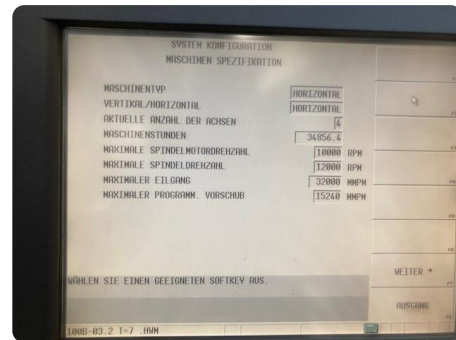 SYSTEM KONFIGURATION
MASCHINEN SPEZIFIKATION
MASCHINENTYP HORIZONTAL
VERTIKAL/HORIZONTAL HORIZONTAL
AKTUELLE ANZAHL DER ACHSEN 4
MASCHINENSTUNDEN 34856.4
MAXIMALE SPINDELMOTORDREHZAHL 10000 RPM
MAXIMALE SPINDELDREHZAHL 12000 RPM
MAXIMALER EILGANG 32000 MMPM
MAXIMALER PROGRAMM. VORSCHUB 15240 MMPM
WÄHLEN SIE EINEN GEEIGNETEN SOFTKEY AUS.
WEITER →
AUSGANG
100B-03.2 I=7 .HWM